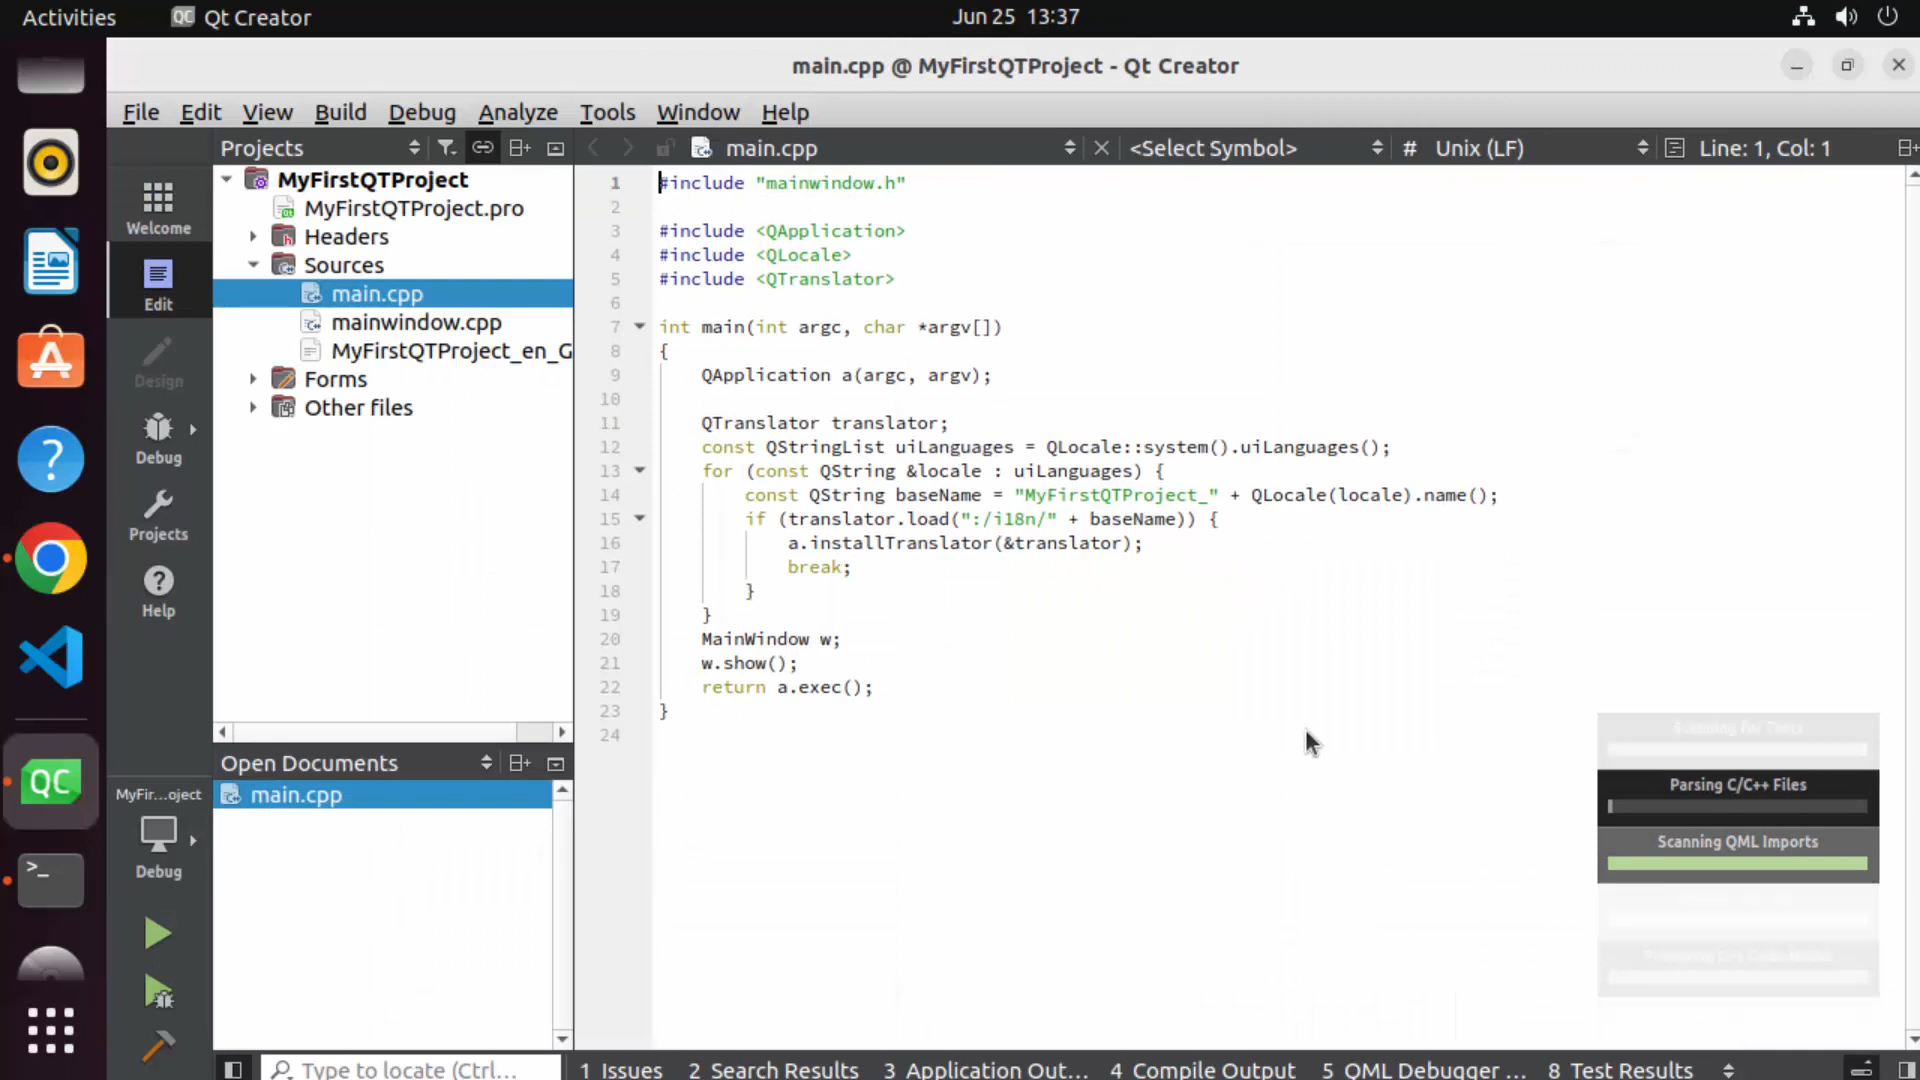 Activities
Qt Creator
Jun 25 13:37
main.cpp @ MyFirstQTProject - Qt Creator
File Edit View Build Debug Analyze Tools Window Help
Projects
main.cpp
<Select Symbol>
# Unix (LF)
Line: 1, Col: 1
Welcome
Edit
Design
Debug
Projects
Help
MyFirstQTProject
MyFirstQTProject.pro
Headers
Sources
main.cpp
mainwindow.cpp
MyFirstQTProject_en_G
Forms
Other files
1 #include "mainwindow.h"
2
3 #include <QApplication>
4 #include <QLocale>
5 #include <QTranslator>
6
7 int main(int argc, char *argv[])
8 {
9 QApplication a(argc, argv);
10
11 QTranslator translator;
12 const QStringList uiLanguages = QLocale::system().uiLanguages();
13 for (const QString &locale : uiLanguages) {
14 const QString baseName = "MyFirstQTProject_" + QLocale(locale).name();
15 if (translator.load(":/i18n/" + baseName)) {
16 a.installTranslator(&translator);
17 break;
18 }
19 }
20 MainWindow w;
21 w.show();
22 return a.exec();
23 }
24
Parsing C/C++ Files
Scanning QML Imports
Open Documents
main.cpp
MyFir...oject
Debug
Type to locate (Ctrl...
1 Issues
2 Search Results
3 Application Out...
4 Compile Output
5 QML Debugger ...
8 Test Results